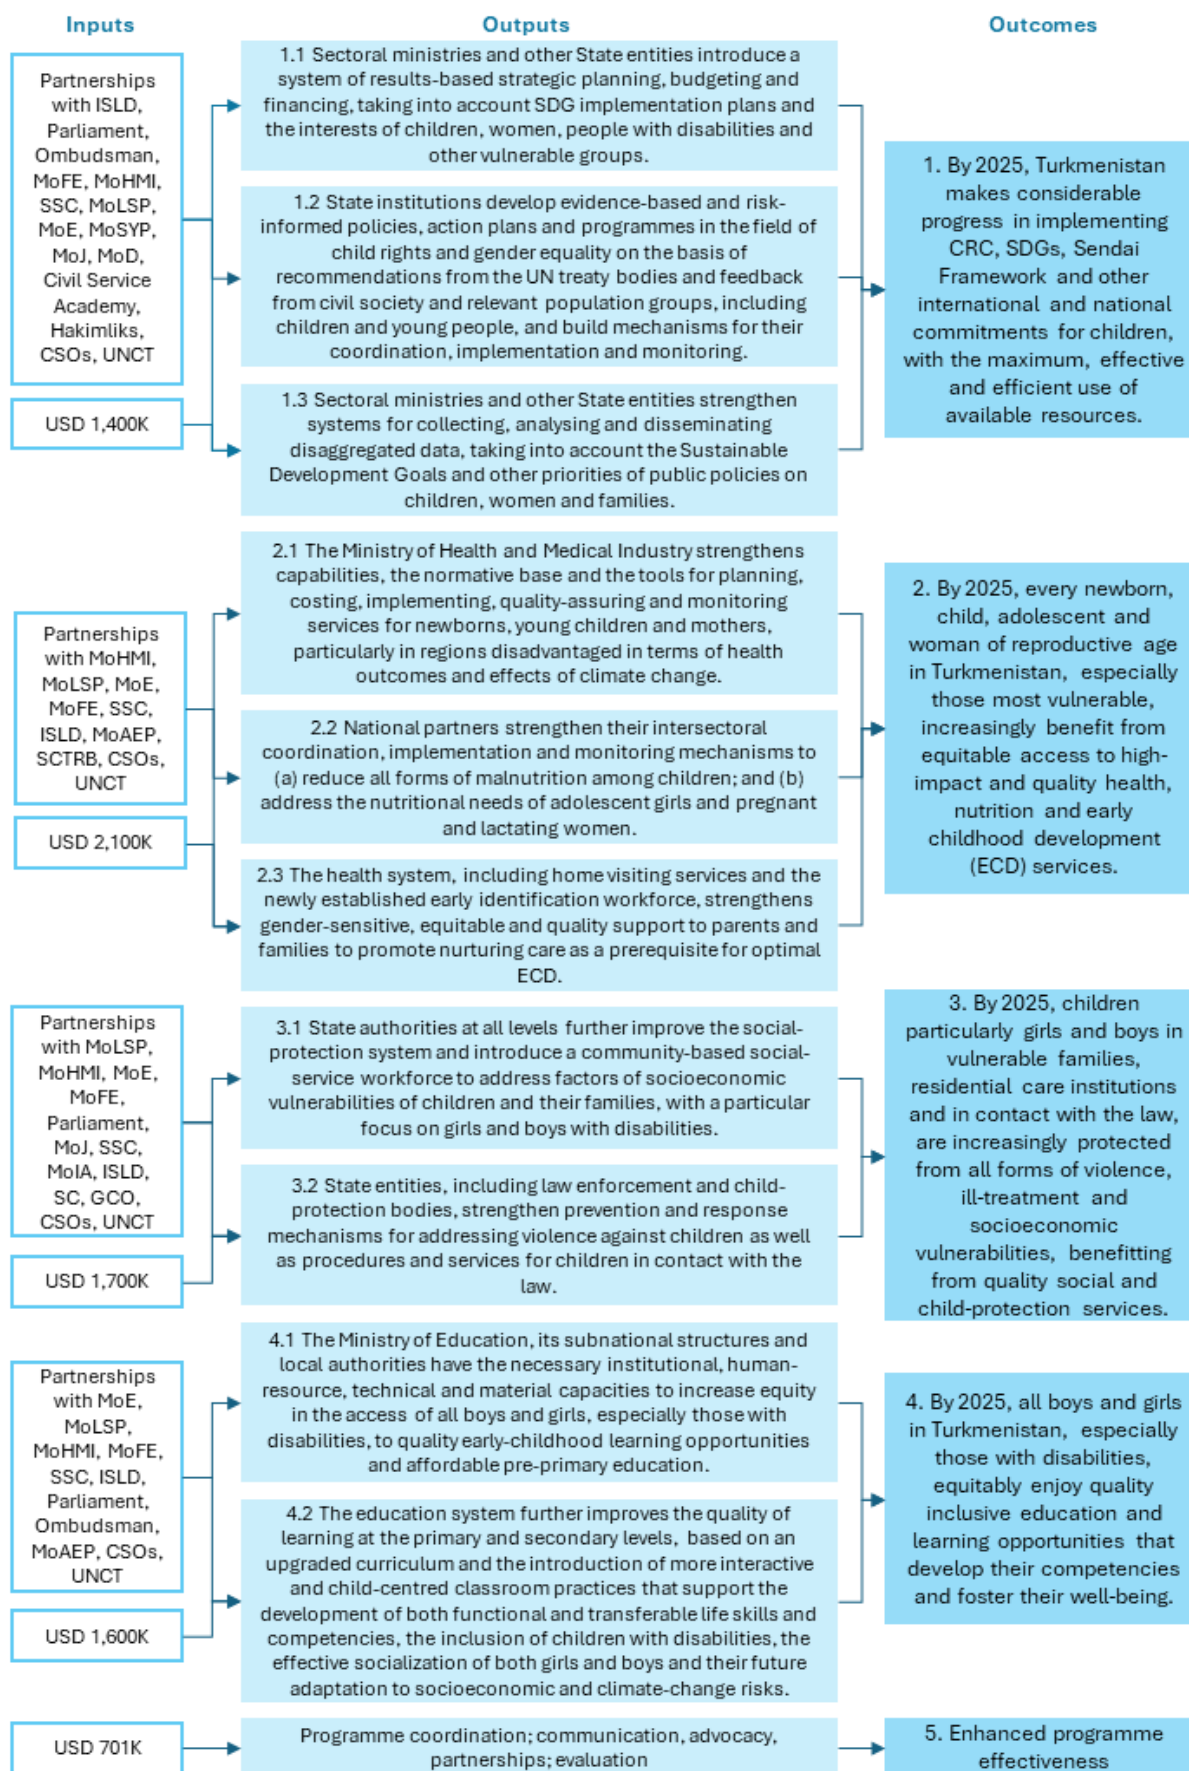 Inputs
Outputs
Outcomes
Partnerships
with ISLD,
Parliament,
Ombudsman,
MoFE, MoHMI,
SSC, MoLSP,
MoE, MoSYP,
MoJ, MoD,
Civil Service
Academy,
Hakimliks,
CSOs, UNCT
USD 1,400K
1.1 Sectoral ministries and other State entities introduce a
system of results-based strategic planning, budgeting and
financing, taking into account SDG implementation plans and
the interests of children, women, people with disabilities and
other vulnerable groups.
1.2 State institutions develop evidence-based and risk-
informed policies, action plans and programmes in the field of
child rights and gender equality on the basis of
recommendations from the UN treaty bodies and feedback
from civil society and relevant population groups, including
children and young people, and build mechanisms for their
coordination, implementation and monitoring.
1.3 Sectoral ministries and other State entities strengthen
systems for collecting, analysing and disseminating
disaggregated data, taking into account the Sustainable
Development Goals and other priorities of public policies on
children, women and families.
1. By 2025, Turkmenistan
makes considerable
progress in implementing
CRC, SDGs, Sendai
Framework and other
international and national
commitments for children,
with the maximum, effective
and efficient use of
available resources.
Partnerships
with MoHMI,
MoLSP, MoE,
MoFE, SSC,
ISLD, MoAEP,
SCTRB, CSOs,
UNCT
USD 2,100K
2.1 The Ministry of Health and Medical Industry strengthens
capabilities, the normative base and the tools for planning,
costing, implementing, quality-assuring and monitoring
services for newborns, young children and mothers,
particularly in regions disadvantaged in terms of health
outcomes and effects of climate change.
2.2 National partners strengthen their intersectoral
coordination, implementation and monitoring mechanisms to
(a) reduce all forms of malnutrition among children; and (b)
address the nutritional needs of adolescent girls and pregnant
and lactating women.
2.3 The health system, including home visiting services and the
newly established early identification workforce, strengthens
gender-sensitive, equitable and quality support to parents and
families to promote nurturing care as a prerequisite for optimal
ECD.
2. By 2025, every newborn,
child, adolescent and
woman of reproductive age
in Turkmenistan, especially
those most vulnerable,
increasingly benefit from
equitable access to high-
impact and quality health,
nutrition and early
childhood development
(ECD) services.
Partnerships
with MoLSP,
MoHMI, MoE,
MoFE,
Parliament,
MoJ, SSC,
MoIA, ISLD,
SC, GCO,
CSOs, UNCT
USD 1,700K
3.1 State authorities at all levels further improve the social-
protection system and introduce a community-based social-
service workforce to address factors of socioeconomic
vulnerabilities of children and their families, with a particular
focus on girls and boys with disabilities.
3.2 State entities, including law enforcement and child-
protection bodies, strengthen prevention and response
mechanisms for addressing violence against children as well
as procedures and services for children in contact with the
law.
3. By 2025, children
particularly girls and boys in
vulnerable families,
residential care institutions
and in contact with the law,
are increasingly protected
from all forms of violence,
ill-treatment and
socioeconomic
vulnerabilities, benefitting
from quality social and
child-protection services.
Partnerships
with MoE,
MoLSP,
MoHMI, MoFE,
SSC, ISLD,
Parliament,
Ombudsman,
MoAEP, CSOs,
UNCT
USD 1,600K
4.1 The Ministry of Education, its subnational structures and
local authorities have the necessary institutional, human-
resource, technical and material capacities to increase equity
in the access of all boys and girls, especially those with
disabilities, to quality early-childhood learning opportunities
and affordable pre-primary education.
4.2 The education system further improves the quality of
learning at the primary and secondary levels, based on an
upgraded curriculum and the introduction of more interactive
and child-centred classroom practices that support the
development of both functional and transferable life skills and
competencies, the inclusion of children with disabilities, the
effective socialization of both girls and boys and their future
adaptation to socioeconomic and climate-change risks.
4. By 2025, all boys and girls
in Turkmenistan, especially
those with disabilities,
equitably enjoy quality
inclusive education and
learning opportunities that
develop their competencies
and foster their well-being.
USD 701K
Programme coordination; communication, advocacy,
partnerships; evaluation
5. Enhanced programme
effectiveness